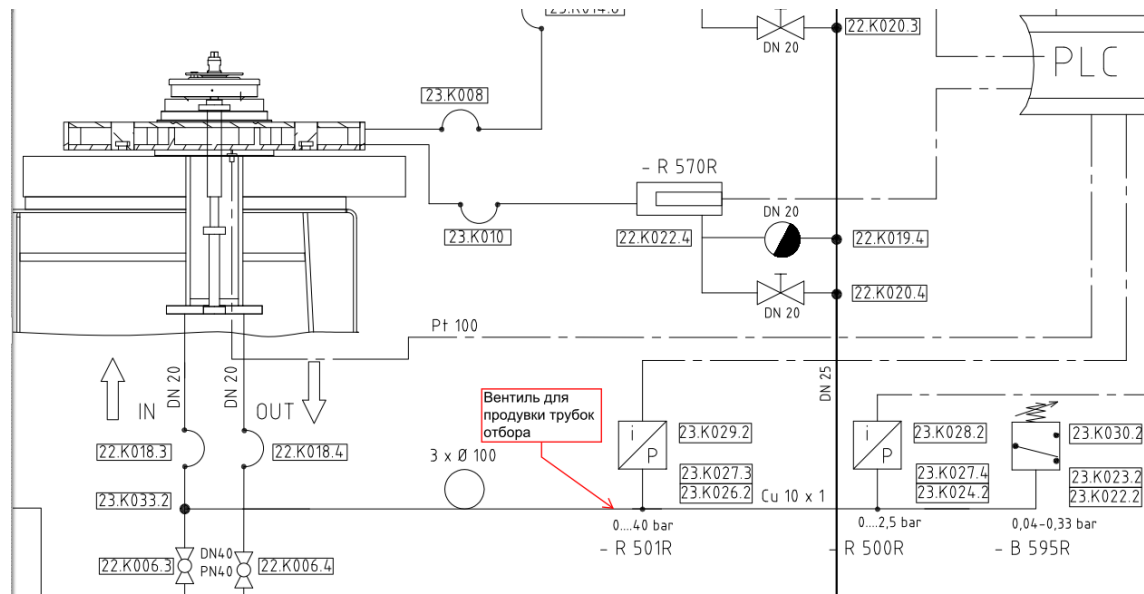 22.K020.3
DN 20
PLC
23.K008
- R 570R
DN 20
23.K010
22.K022.4
22.K019.4
22.K020.4
DN 20
Pt 100
DN 20
DN 20
DN 25
IN
OUT
Вентиль для
продувки трубок
отбора
22.K018.3
22.K018.4
3 x Ø 100
i
P
23.K029.2
i
P
23.K028.2
23.K030.2
23.K027.3
23.K026.2
Cu 10 x 1
23.K027.4
23.K024.2
23.K023.2
23.K022.2
23.K033.2
0....40 bar
0...2,5 bar
0,04-0,33 bar
- R 501R
- R 500R
- B 595R
22.K006.3
DN40
PN40
22.K006.4